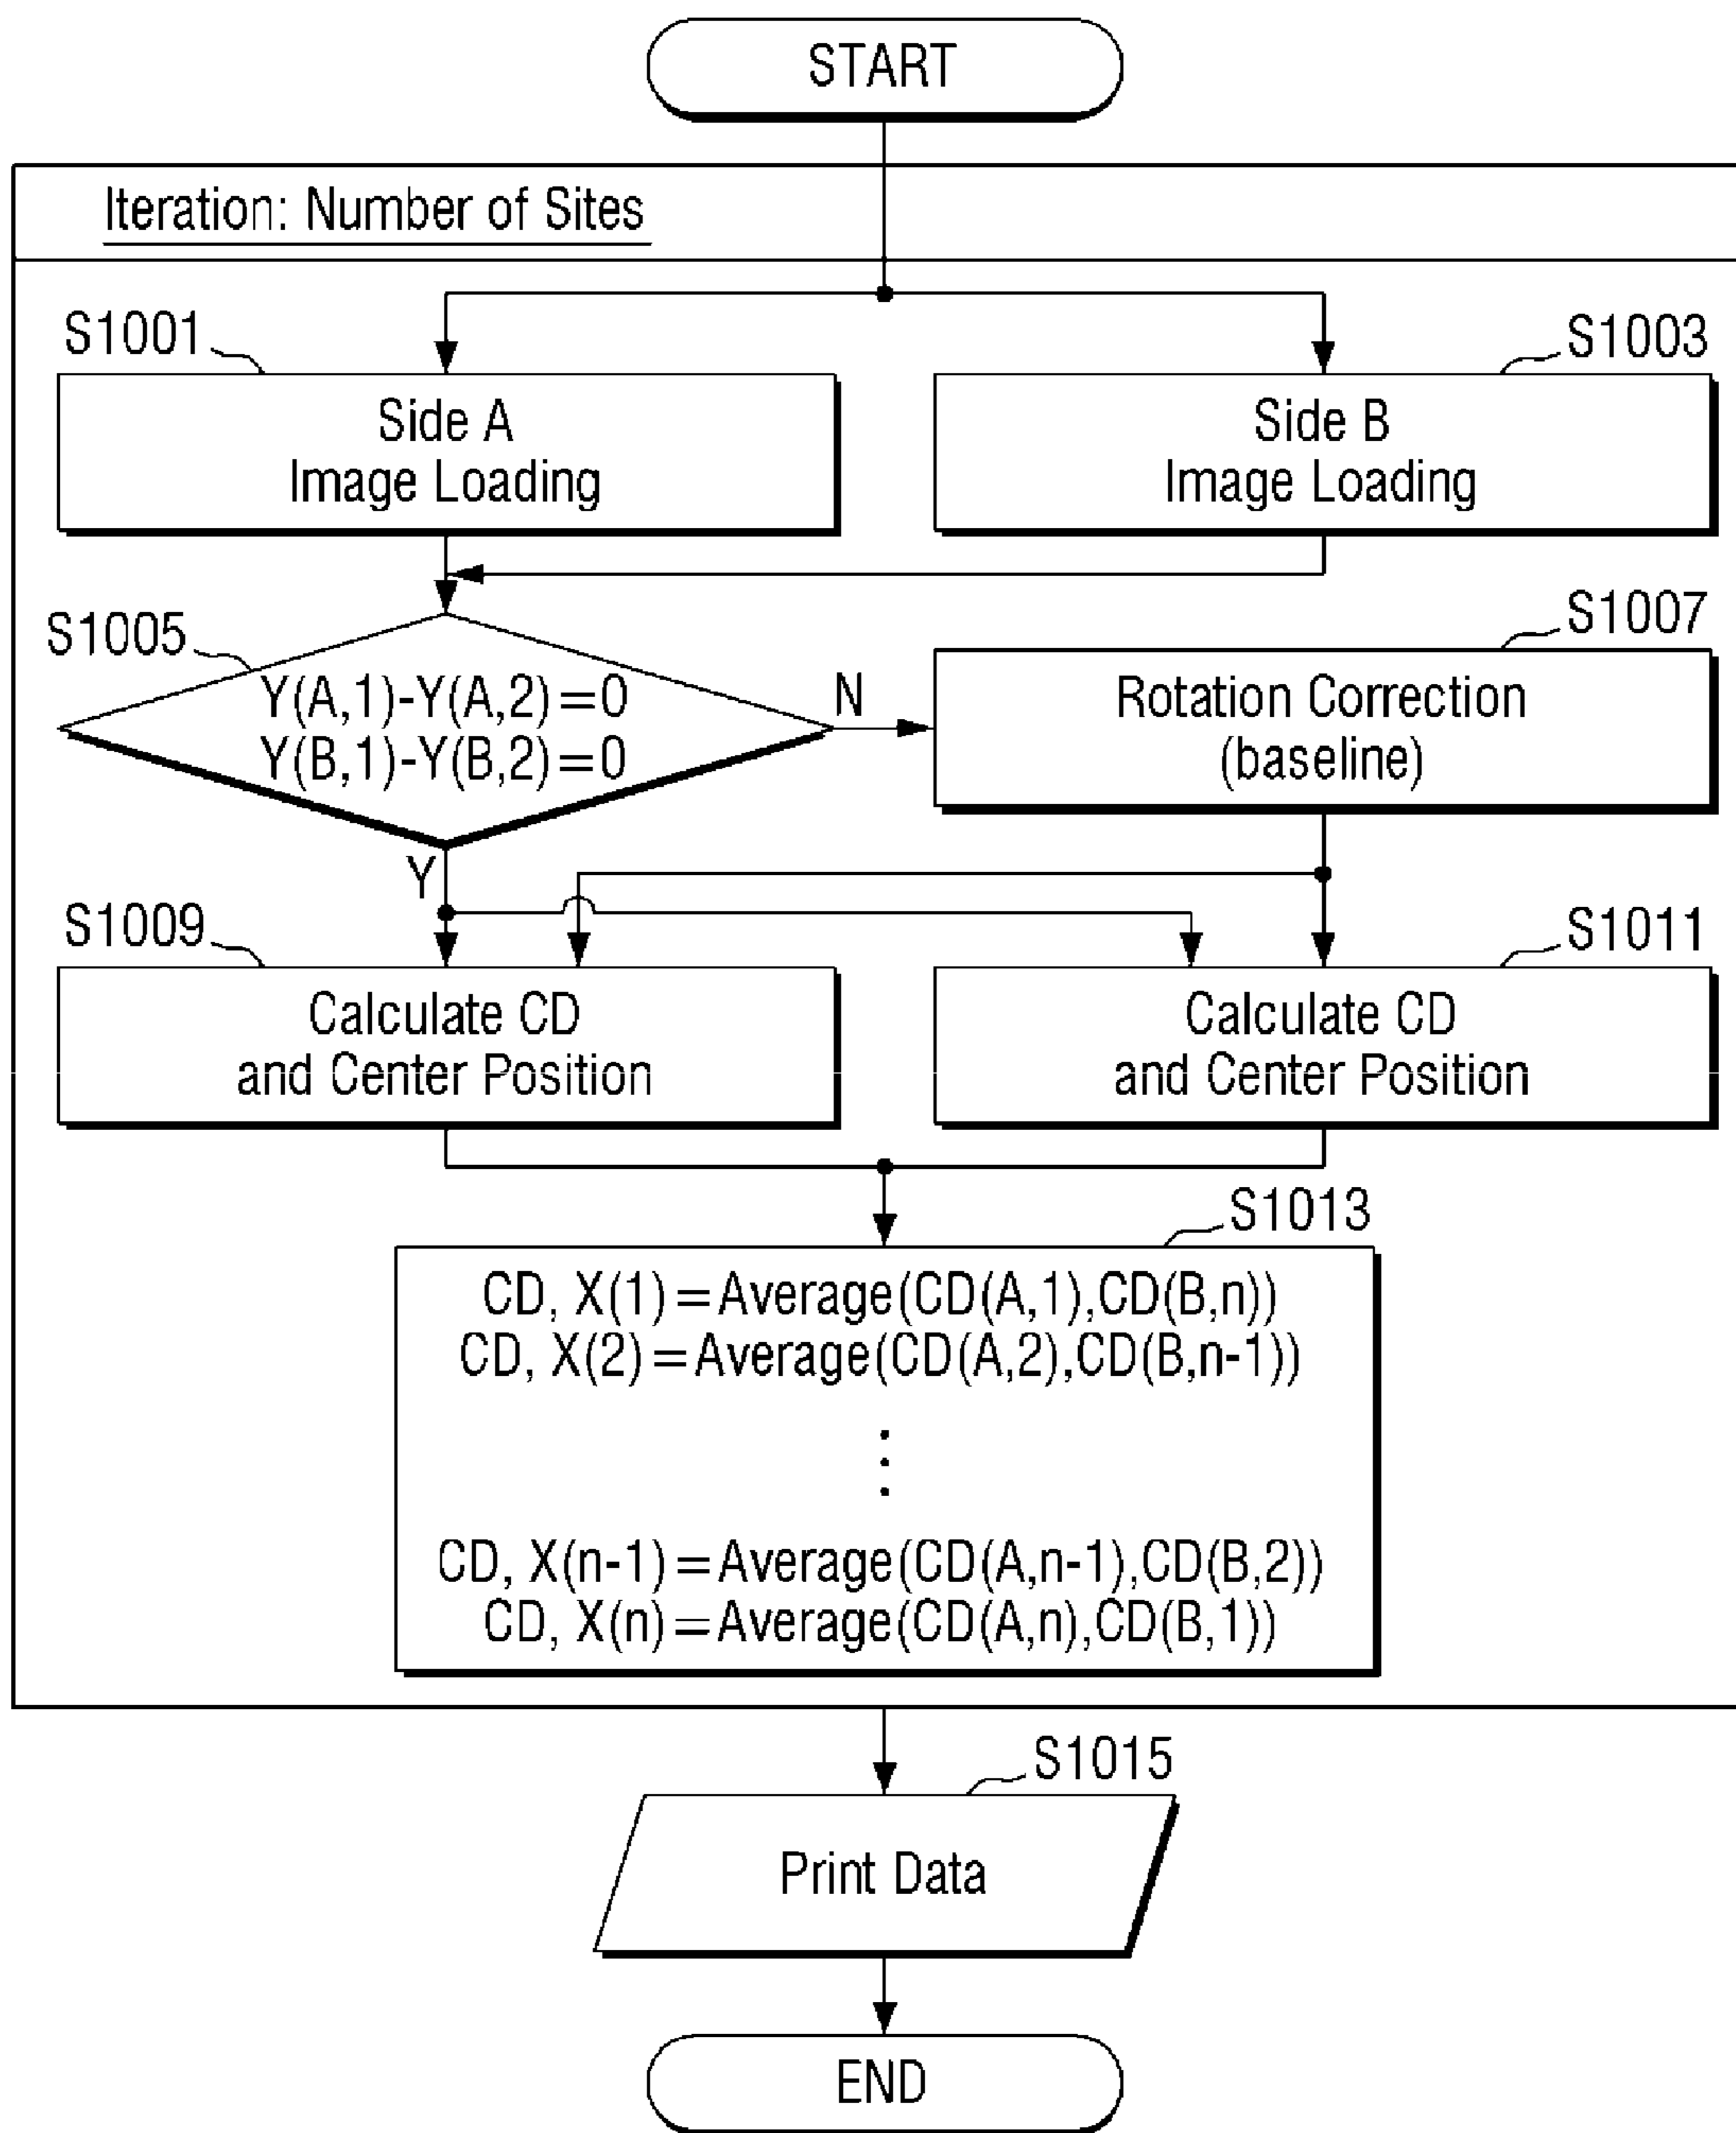 START
Iteration: Number of Sites
S1001
S1003
Side A
Image Loading
Side B
Image Loading
S1005
Y(A,1)-Y(A,2)=0
Y(B,1)-Y(B,2)=0
N
S1007
Rotation Correction
(baseline)
Y
S1009
S1011
Calculate CD
and Center Position
Calculate CD
and Center Position
S1013
CD, X(1)=Average(CD(A,1),CD(B,n))
CD, X(2)=Average(CD(A,2),CD(B,n-1))
⋮
CD, X(n-1)=Average(CD(A,n-1),CD(B,2))
CD, X(n)=Average(CD(A,n),CD(B,1))
S1015
Print Data
END